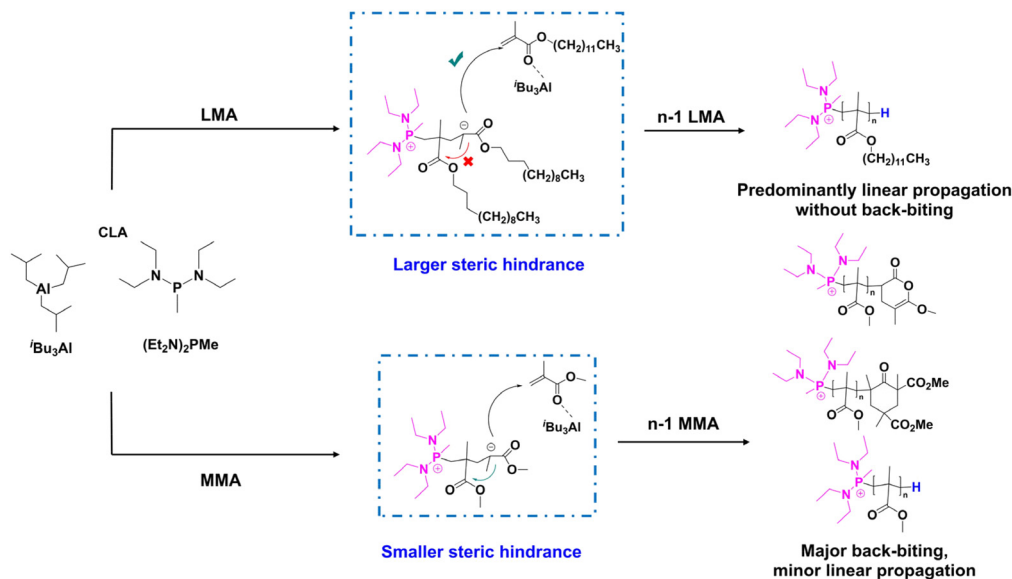 LMA
MMA
CLA
Al
ⁱBu₃Al
N
P
N
(Et₂N)₂PMe
O
O
(CH₂)₁₁CH₃
ⁱBu₃Al
N
P
⊕
N
⊖
O
O
O
O
(CH₂)₈CH₃
(CH₂)₈CH₃
Larger steric hindrance
n-1 LMA
N
P
⊕
N
n
H
O
O
(CH₂)₁₁CH₃
Predominantly linear propagation
without back-biting
O
O
ⁱBu₃Al
N
P
⊕
N
⊖
O
O
O
O
Smaller steric hindrance
n-1 MMA
N
N
P
⊕
n
O
O
O
O
O
N
N
P
⊕
n
O
O
O
CO₂Me
CO₂Me
N
P
⊕
N
n
H
O
O
Major back-biting,
minor linear propagation